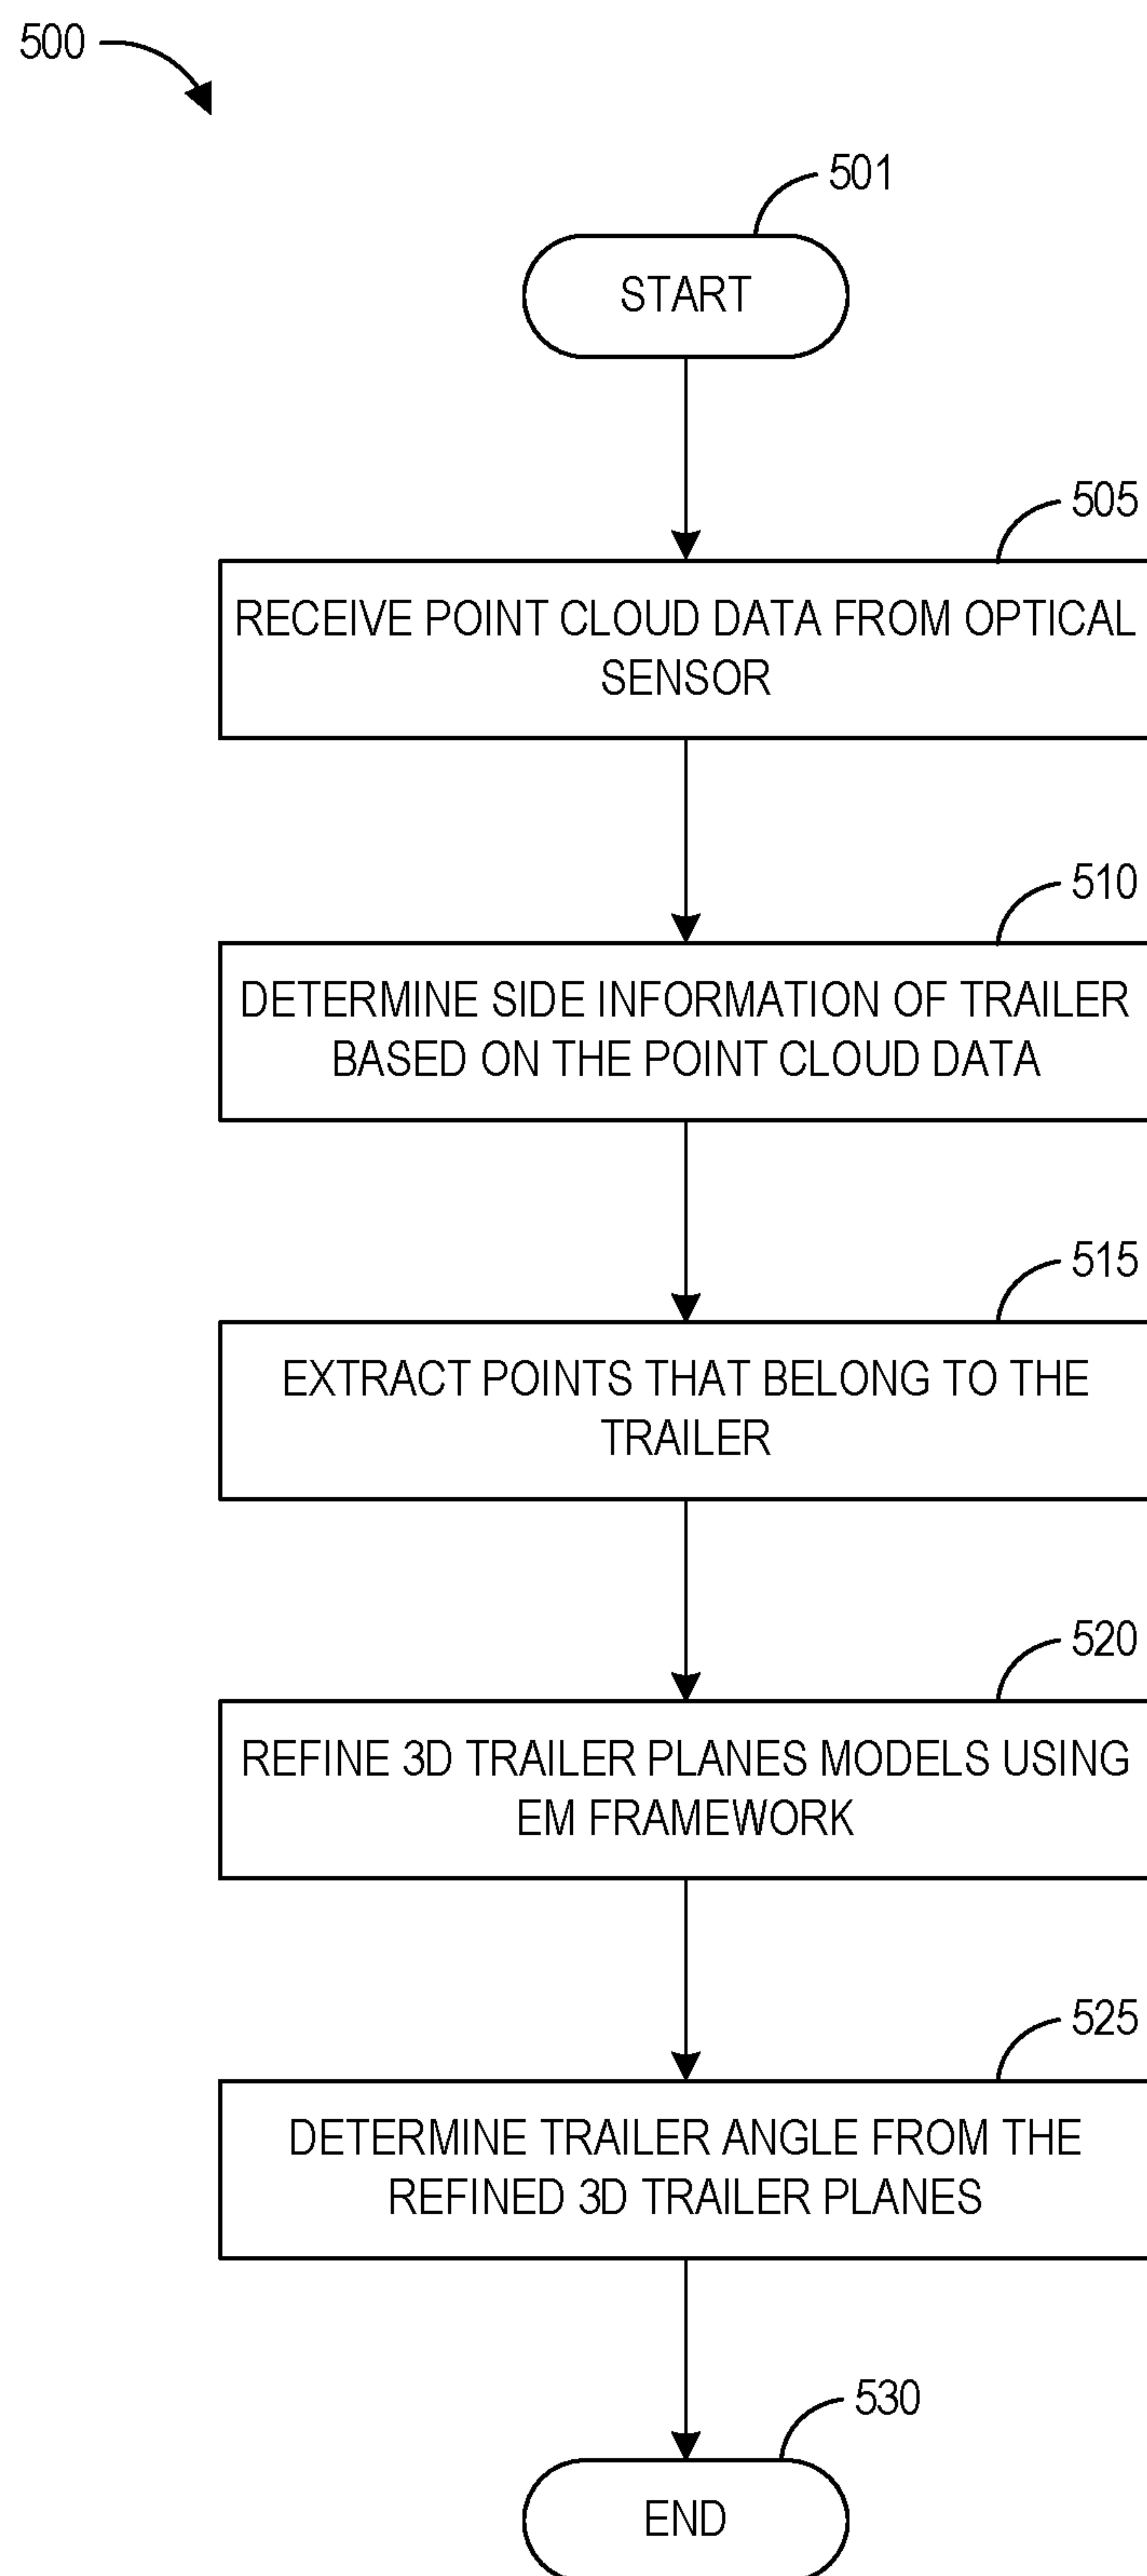 500
501
START
505
RECEIVE POINT CLOUD DATA FROM OPTICAL
SENSOR
510
DETERMINE SIDE INFORMATION OF TRAILER
BASED ON THE POINT CLOUD DATA
515
EXTRACT POINTS THAT BELONG TO THE
TRAILER
520
REFINE 3D TRAILER PLANES MODELS USING
EM FRAMEWORK
525
DETERMINE TRAILER ANGLE FROM THE
REFINED 3D TRAILER PLANES
530
END